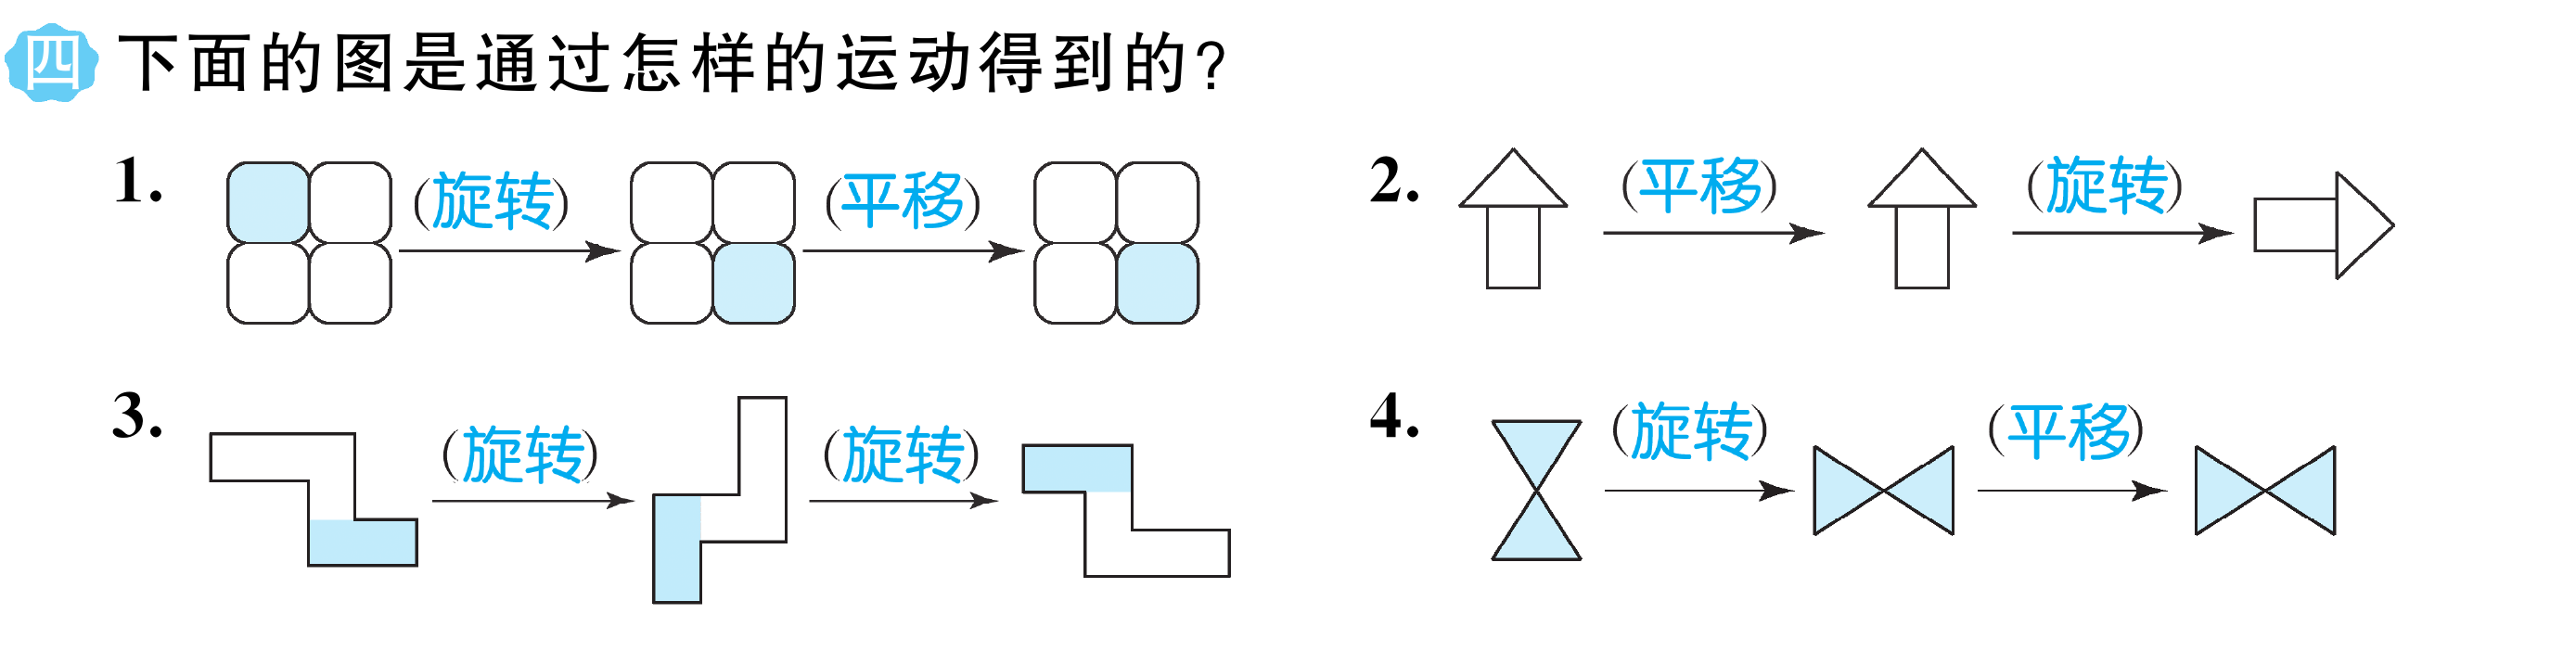 四 下面的图是通过怎样的运动得到的？
1. (旋转) (平移)
2. (平移) (旋转)
3. (旋转) (旋转)
4. (旋转) (平移)